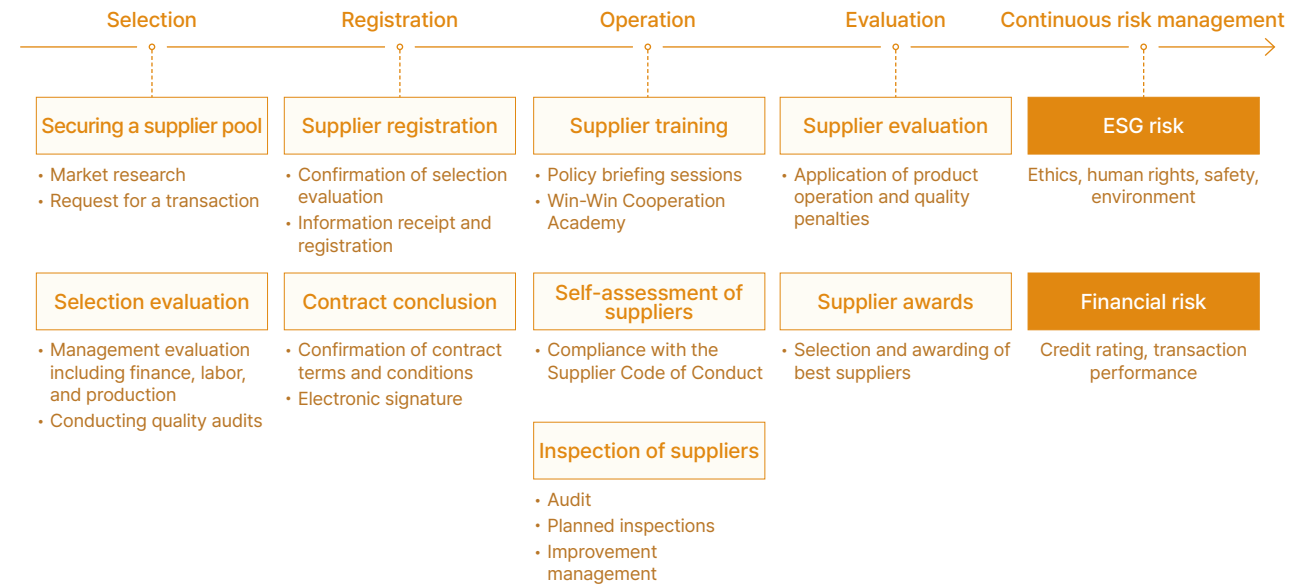 Selection
Registration
Operation
Evaluation
Continuous risk management
Securing a supplier pool
• Market research
• Request for a transaction
Selection evaluation
• Management evaluation
including finance, labor,
and production
• Conducting quality audits
Supplier registration
• Confirmation of selection
evaluation
• Information receipt and
registration
Contract conclusion
• Confirmation of contract
terms and conditions
• Electronic signature
Supplier training
• Policy briefing sessions
• Win-Win Cooperation
Academy
Self-assessment of
suppliers
• Compliance with the
Supplier Code of Conduct
Inspection of suppliers
• Audit
• Planned inspections
• Improvement
management
Supplier evaluation
• Application of product
operation and quality
penalties
Supplier awards
• Selection and awarding of
best suppliers
ESG risk
Ethics, human rights, safety,
environment
Financial risk
Credit rating, transaction
performance